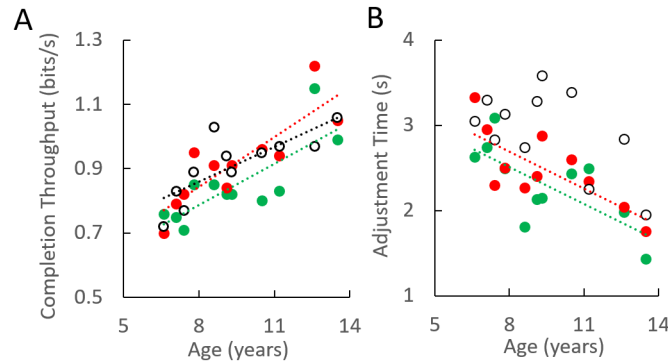 A
Completion Throughput (bits/s)
1.3
1.1
0.9
0.7
0.5
5
8
11
14
Age (years)
B
Adjustment Time (s)
4
3
2
1
5
8
11
14
Age (years)